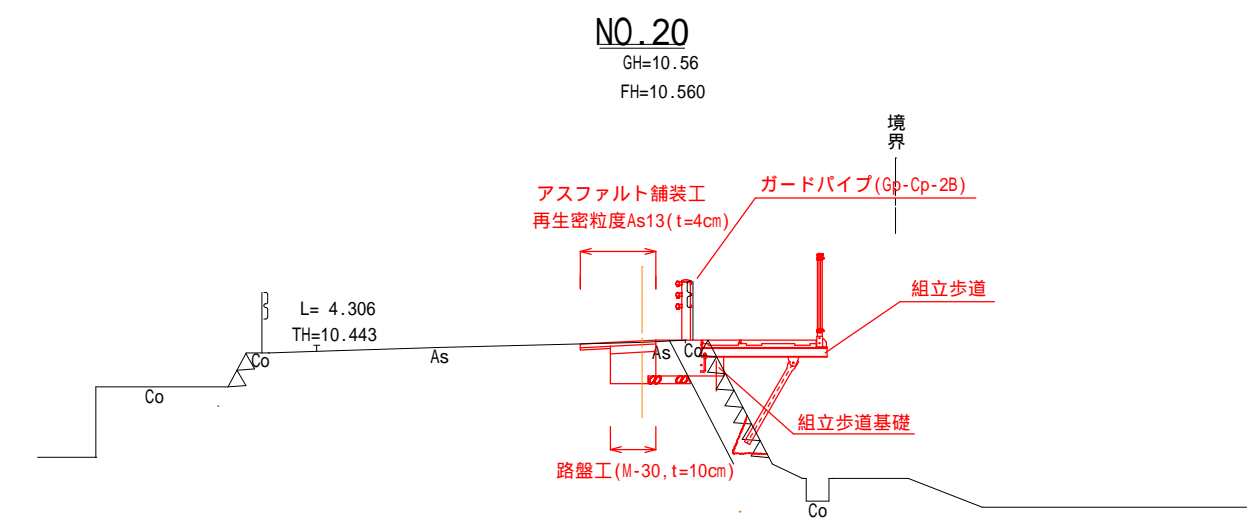 NO.20
GH=10.56
FH=10.560
境界
ガードパイプ(Gp-Cp-2B)
アスファルト舗装工
再生密粒度As13(t=4cm)
組立歩道
L= 4.306
TH=10.443
As
As
Co
Co
Co
組立歩道基礎
路盤工(M-30,t=10cm)
Co